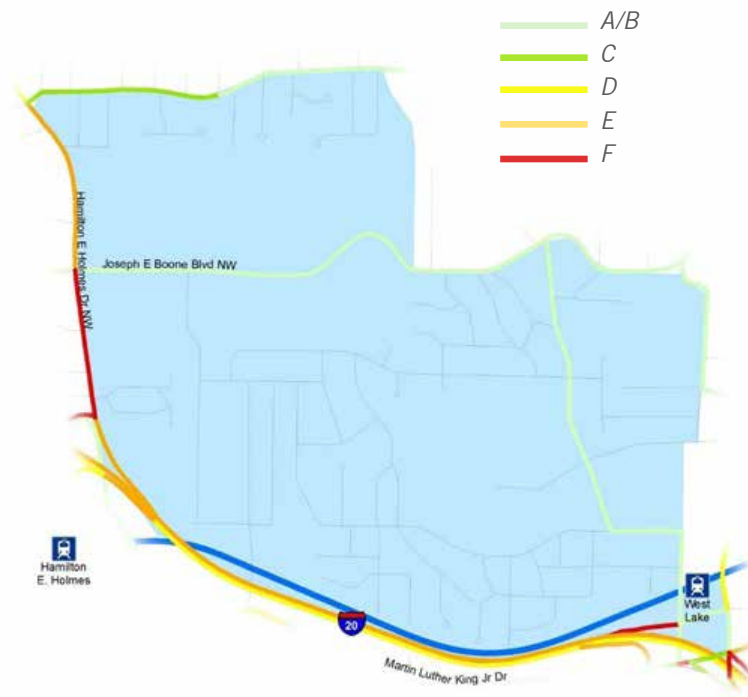 A/B
C
D
E
F
Hamilton E Holmes Dr NW
Joseph E Boone Blvd NW
Hamilton
E. Holmes
20
West
Lake
Martin Luther King Jr Dr